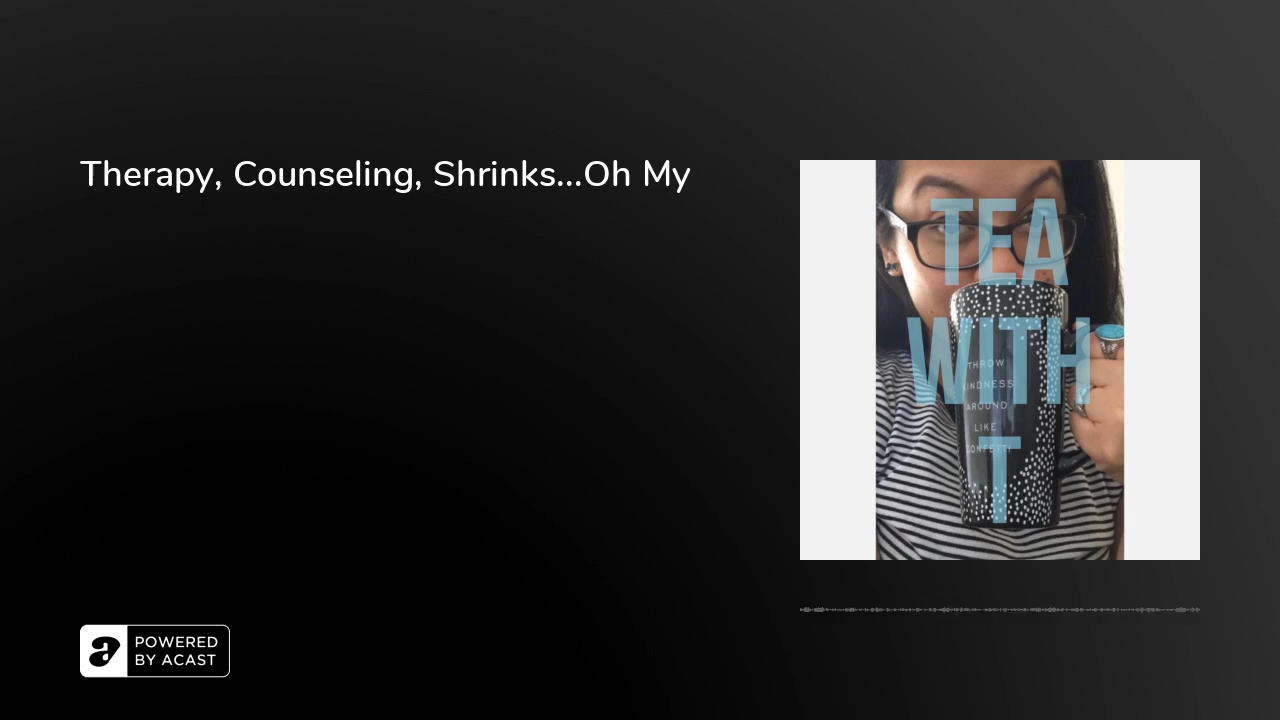 Therapy, Counseling, Shrinks...Oh My
TEA
WITH
T
THROW
KINDNESS
AROUND
LIKE
CONFETTI
POWERED
BY ACAST